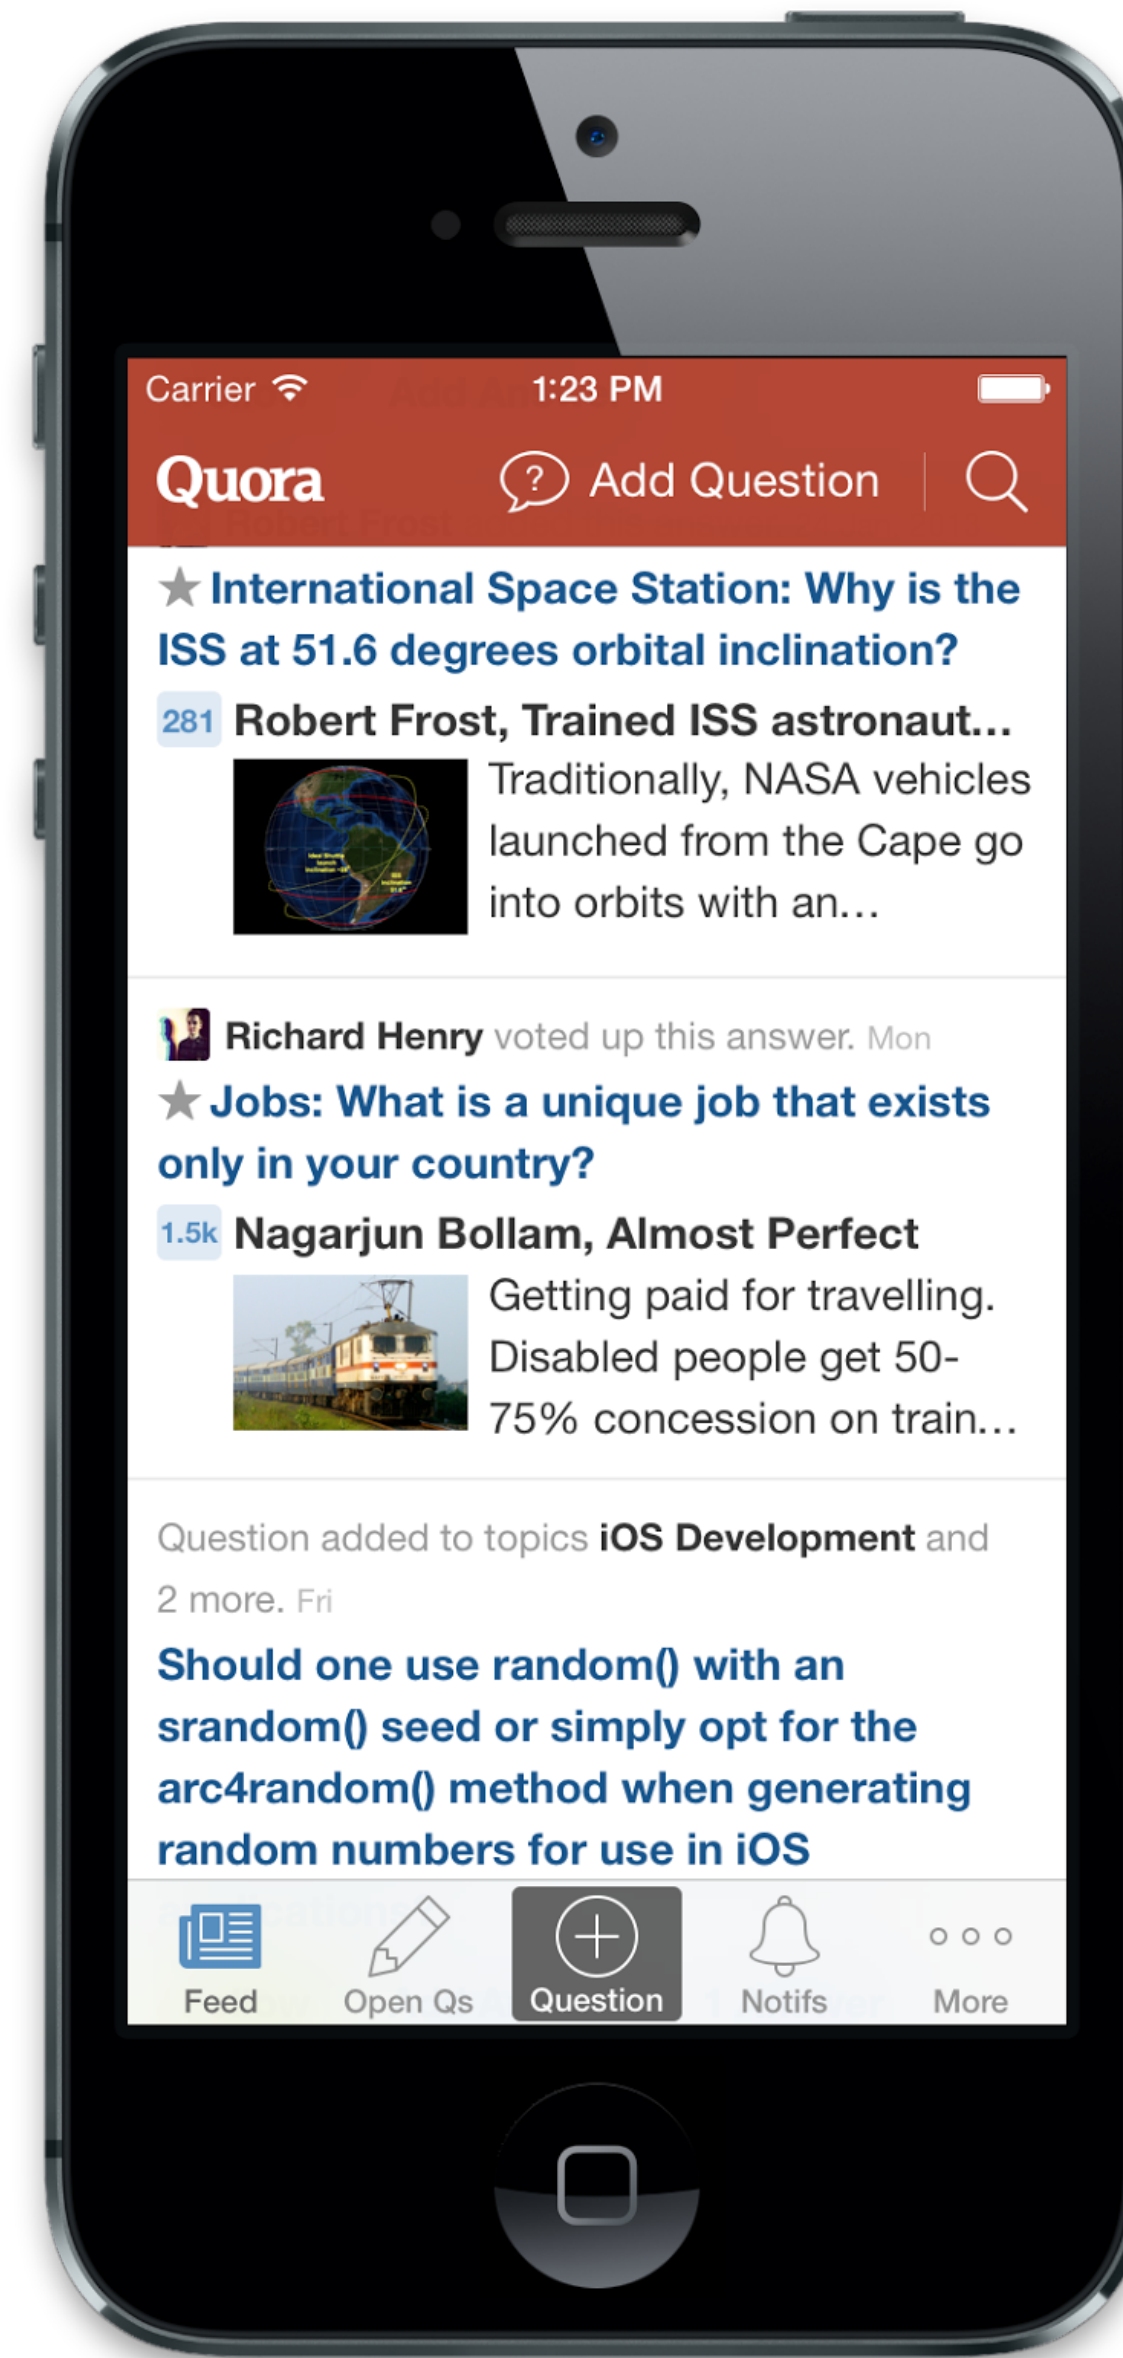 Carrier 1:23 PM
Quora Add Question
Robert Frost
International Space Station: Why is the
ISS at 51.6 degrees orbital inclination?
281 Robert Frost, Trained ISS astronaut...
Traditionally, NASA vehicles
launched from the Cape go
into orbits with an...
Richard Henry voted up this answer. Mon
Jobs: What is a unique job that exists
only in your country?
1.5k Nagarjun Bollam, Almost Perfect
Getting paid for travelling.
Disabled people get 50-
75% concession on train...
Question added to topics iOS Development and
2 more. Fri
Should one use random() with an
srandom() seed or simply opt for the
arc4random() method when generating
random numbers for use in iOS
Feed Open Qs Question Notifs More